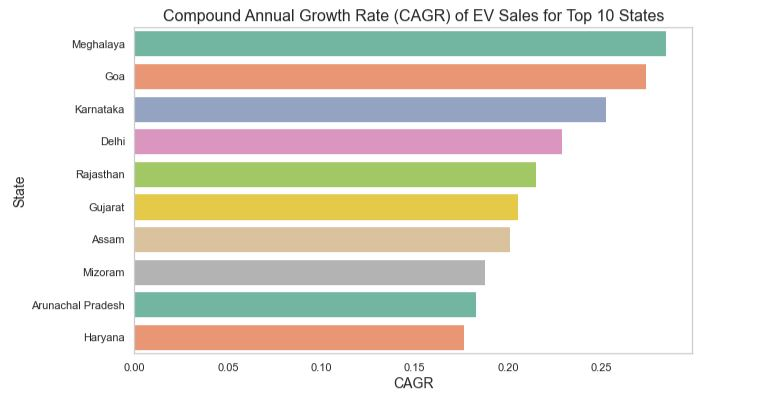 Compound Annual Growth Rate (CAGR) of EV Sales for Top 10 States
State
Meghalaya
Goa
Karnataka
Delhi
Rajasthan
Gujarat
Assam
Mizoram
Arunachal Pradesh
Haryana
0.00 0.05 0.10 0.15 0.20 0.25
CAGR